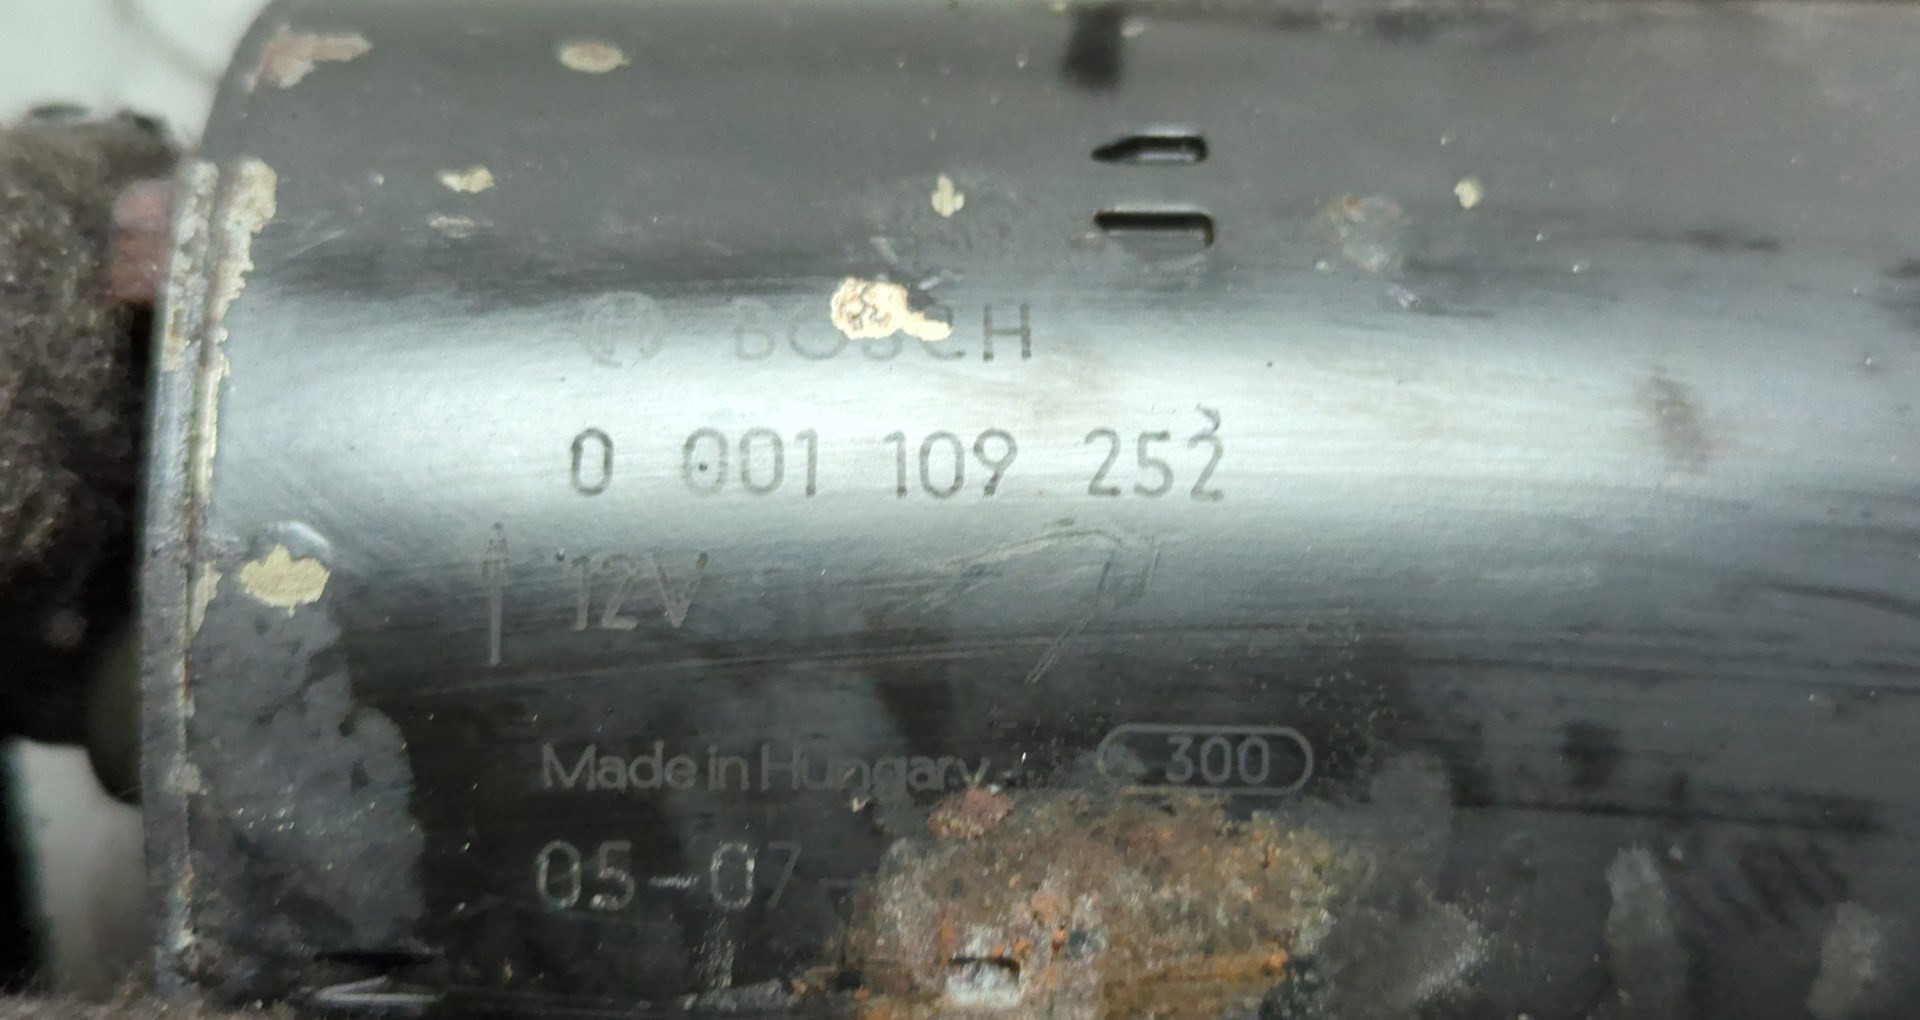 BOSCH
0 001 109 252
12V
Made in Hungary 300
05-07-